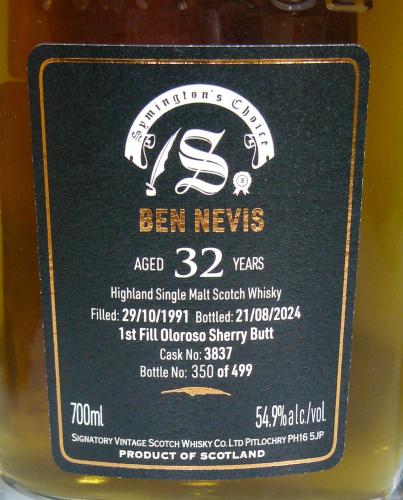 Symington's Choice
S.
BEN NEVIS
AGED 32 YEARS
Highland Single Malt Scotch Whisky
Filled: 29/10/1991 Bottled: 21/08/2024
1st Fill Oloroso Sherry Butt
Cask No: 3837
Bottle No: 350 of 499
700ml 54.9%alc./vol
SIGNATORY VINTAGE SCOTCH WHISKY CO. LTD PITLOCHRY PH16 5JP
PRODUCT OF SCOTLAND